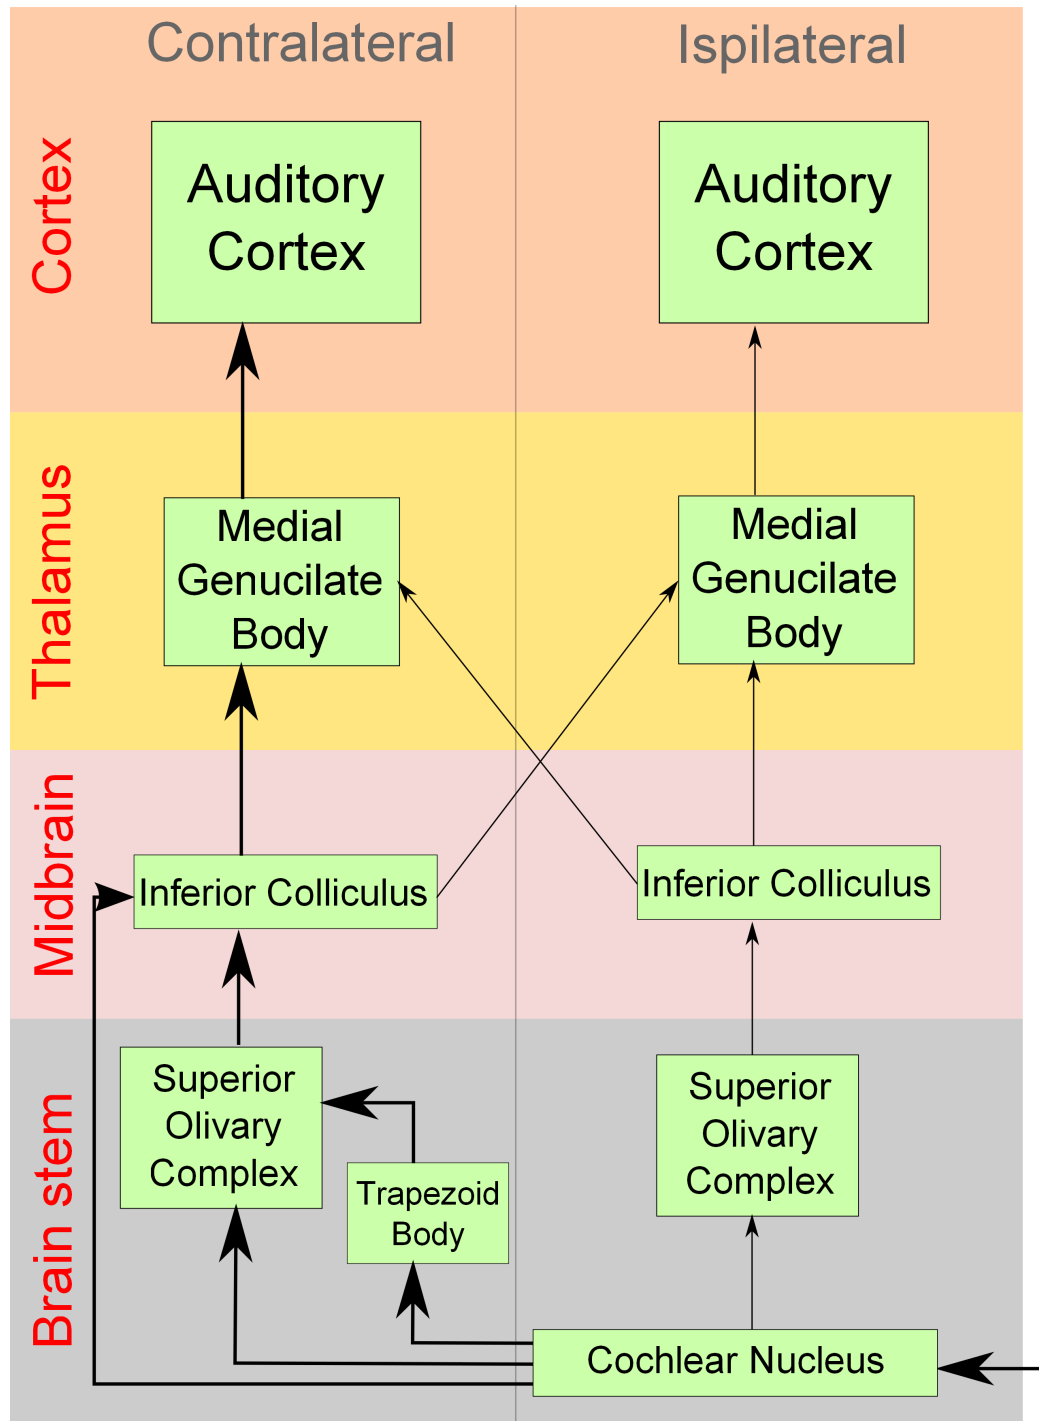 Contralateral
Ispilateral
Cortex
Auditory
Cortex
Auditory
Cortex
Thalamus
Medial
Genucilate
Body
Medial
Genucilate
Body
Midbrain
Inferior Colliculus
Inferior Colliculus
Brain stem
Superior
Olivary
Complex
Trapezoid
Body
Superior
Olivary
Complex
Cochlear Nucleus